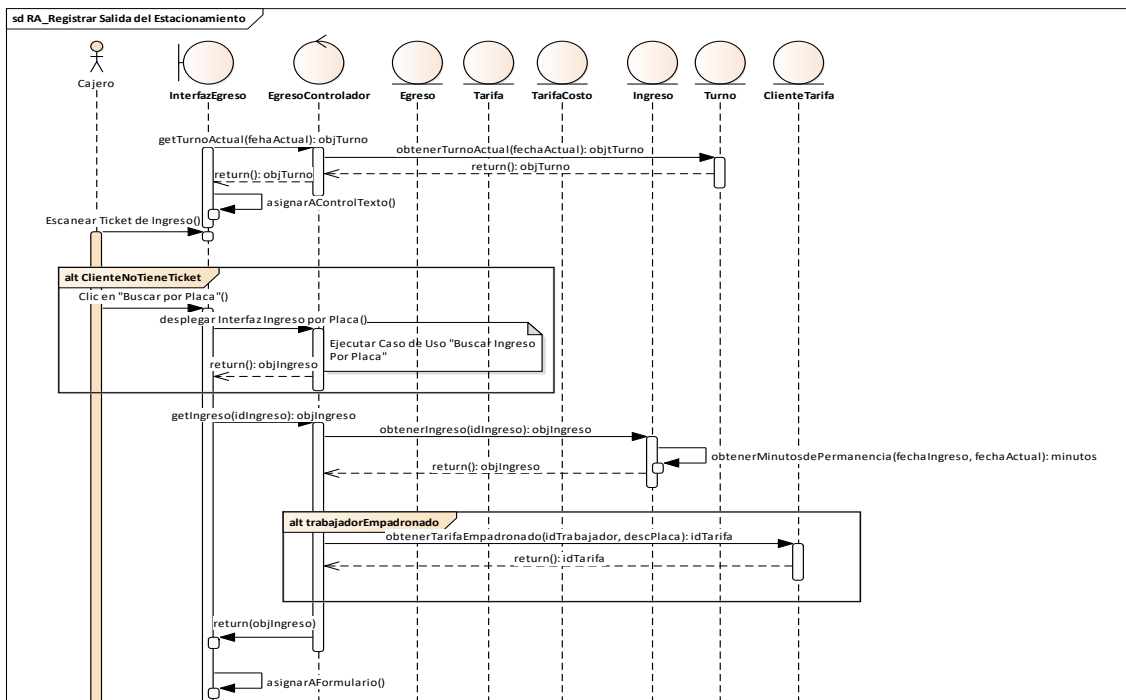 sd RA_Registrar Salida del Estacionamiento
Cajero
InterfazEgreso
EgresoControlador
Egreso
Tarifa
TarifaCosto
Ingreso
Turno
ClienteTarifa
getTurnoActual(fehaActual): objTurno
obtenerTurnoActual(fechaActual): objtTurno
return(): objTurno
return(): objTurno
asignarAControlTexto()
Escanear Ticket de Ingreso()
alt ClienteNoTieneTicket
Clic en "Buscar por Placa"()
desplegar Interfaz Ingreso por Placa()
Ejecutar Caso de Uso "Buscar Ingreso
Por Placa"
return(): objIngreso
getIngreso(idIngreso): objIngreso
obtenerIngreso(idIngreso): objIngreso
obtenerMinutosdePermanencia(fechaIngreso, fechaActual): minutos
return(): objIngreso
alt trabajadorEmpadronado
obtenerTarifaEmpadronado(idTrabajador, descPlaca): idTarifa
return(): idTarifa
return(objIngreso)
asignarAFormulario()